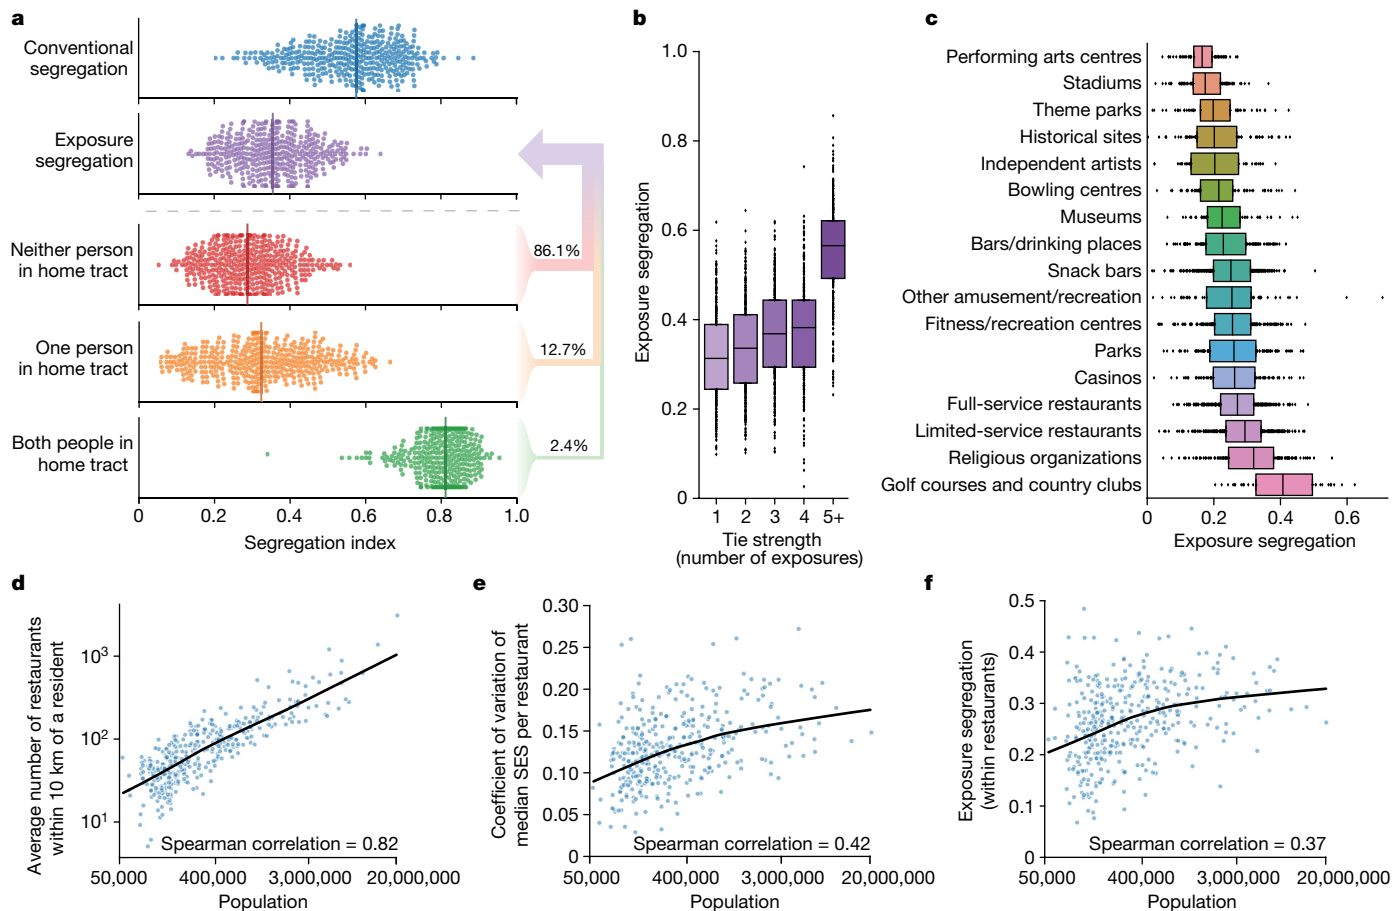 a
Conventional
segregation
Exposure
segregation
Neither person
in home tract
One person
in home tract
Both people in
home tract
86.1%
12.7%
2.4%
0 0.2 0.4 0.6 0.8 1.0
Segregation index
b
Exposure segregation
1.0
0.8
0.6
0.4
0.2
0
1 2 3 4 5+
Tie strength
(number of exposures)
c
Performing arts centres
Stadiums
Theme parks
Historical sites
Independent artists
Bowling centres
Museums
Bars/drinking places
Snack bars
Other amusement/recreation
Fitness/recreation centres
Parks
Casinos
Full-service restaurants
Limited-service restaurants
Religious organizations
Golf courses and country clubs
0 0.2 0.4 0.6
Exposure segregation
d
Average number of restaurants
within 10 km of a resident
10³
10²
10¹
Spearman correlation = 0.82
50,000 400,000 3,000,000 20,000,000
Population
e
Coefficient of variation of
median SES per restaurant
0.30
0.25
0.20
0.15
0.10
0.05
0
Spearman correlation = 0.42
50,000 400,000 3,000,000 20,000,000
Population
f
Exposure segregation
(within restaurants)
0.5
0.4
0.3
0.2
0.1
0
Spearman correlation = 0.37
50,000 400,000 3,000,000 20,000,000
Population